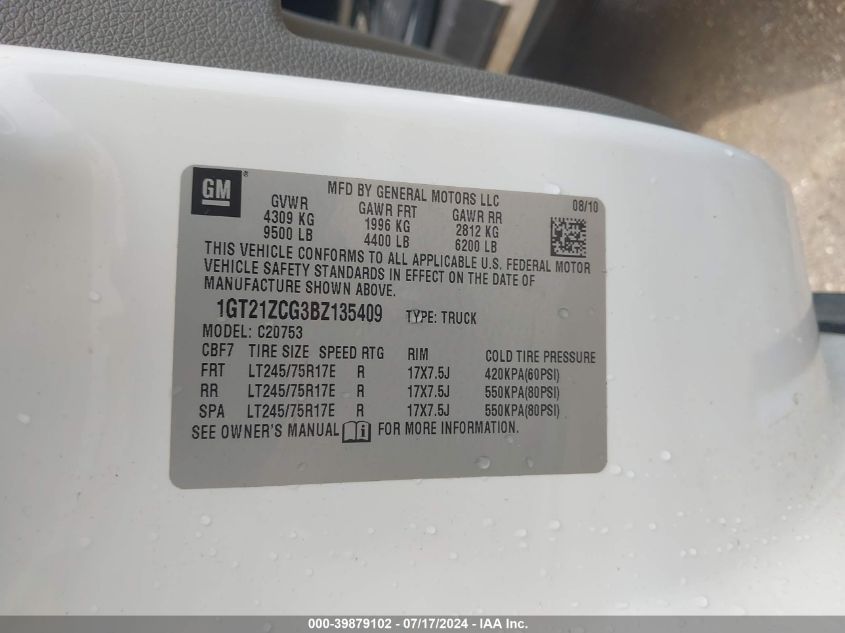 GM ®
MFD BY GENERAL MOTORS LLC 08/10
GVWR GAWR FRT GAWR RR
4309 KG 1996 KG 2812 KG
9500 LB 4400 LB 6200 LB
THIS VEHICLE CONFORMS TO ALL APPLICABLE U.S. FEDERAL MOTOR
VEHICLE SAFETY STANDARDS IN EFFECT ON THE DATE OF
MANUFACTURE SHOWN ABOVE.
1GT21ZCG3BZ135409 TYPE: TRUCK
MODEL: C20753
CBF7 TIRE SIZE SPEED RTG RIM COLD TIRE PRESSURE
FRT LT245/75R17E R 17X7.5J 420KPA(60PSI)
RR LT245/75R17E R 17X7.5J 550KPA(80PSI)
SPA LT245/75R17E R 17X7.5J 550KPA(80PSI)
SEE OWNER'S MANUAL i FOR MORE INFORMATION.
000-39879102 - 07/17/2024 - IAA Inc.